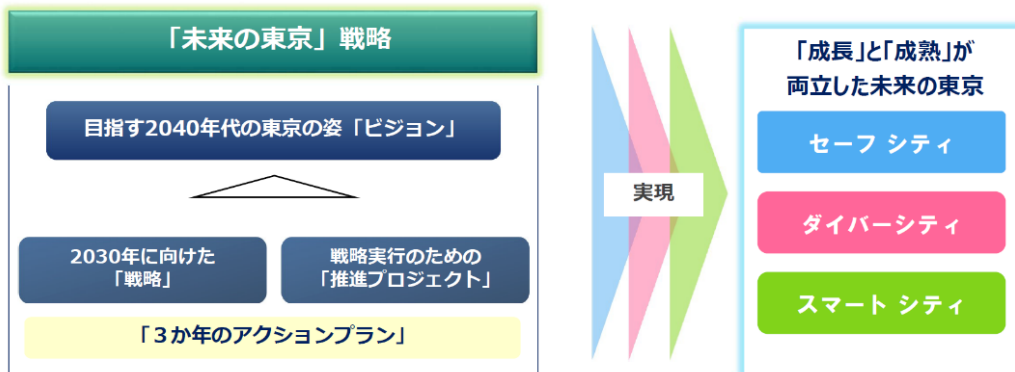 「未来の東京」戦略
目指す2040年代の東京の姿「ビジョン」
2030年に向けた
「戦略」
戦略実行のための
「推進プロジェクト」
「３か年のアクションプラン」
実現
「成長」と「成熟」が
両立した未来の東京
セーフ シティ
ダイバーシティ
スマート シティ